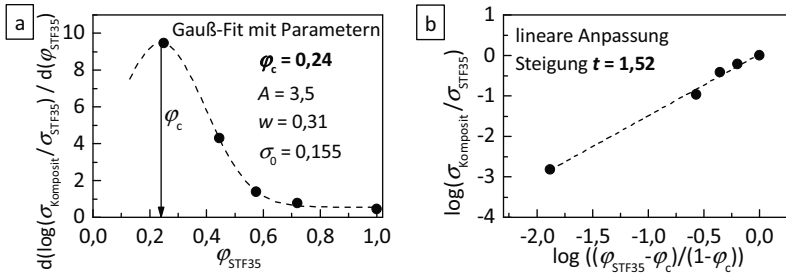 a
Gauß-Fit mit Parametern
φc = 0,24
A = 3,5
w = 0,31
σ0 = 0,155
φc
d(log(σKomposit/σSTF35) / d(φSTF35)
10
8
6
4
2
0
0,0 0,2 0,4 0,6 0,8 1,0
φSTF35
b
lineare Anpassung
Steigung t = 1,52
log(σKomposit/σSTF35)
1
0
-1
-2
-3
-4
-2,0 -1,5 -1,0 -0,5 0,0
log ((φSTF35-φc)/(1-φc))